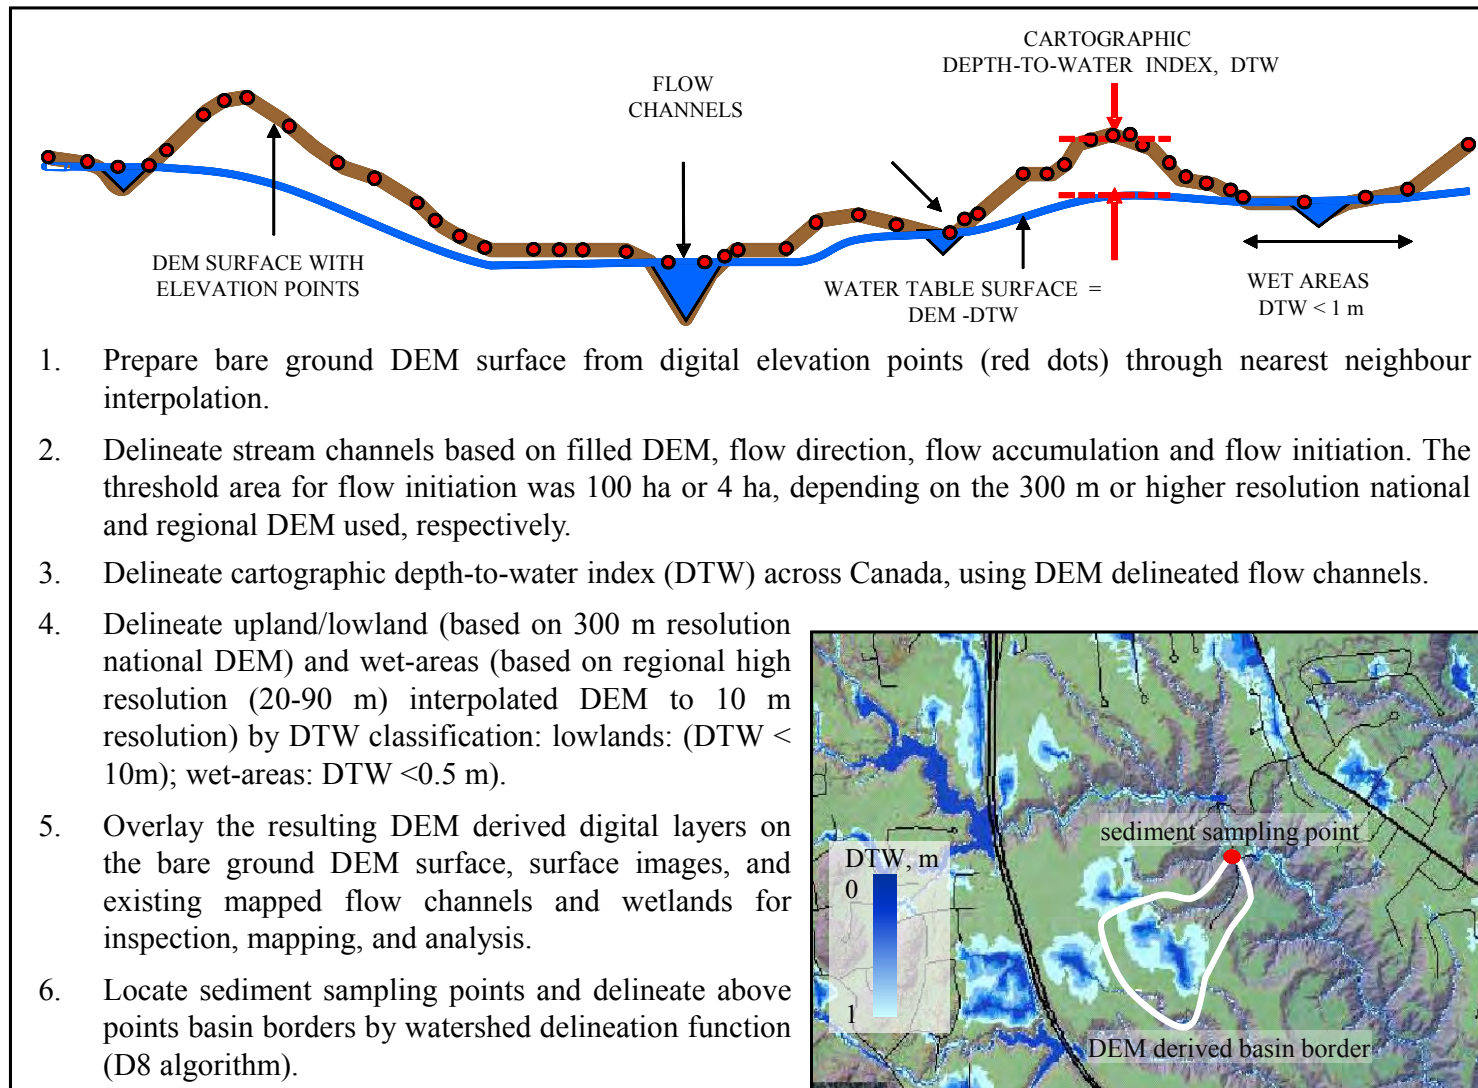 CARTOGRAPHIC
DEPTH-TO-WATER INDEX, DTW
FLOW
CHANNELS
DEM SURFACE WITH
ELEVATION POINTS
WATER TABLE SURFACE =
DEM -DTW
WET AREAS
DTW < 1 m
1. Prepare bare ground DEM surface from digital elevation points (red dots) through nearest neighbour
interpolation.
2. Delineate stream channels based on filled DEM, flow direction, flow accumulation and flow initiation. The
threshold area for flow initiation was 100 ha or 4 ha, depending on the 300 m or higher resolution national
and regional DEM used, respectively.
3. Delineate cartographic depth-to-water index (DTW) across Canada, using DEM delineated flow channels.
4. Delineate upland/lowland (based on 300 m resolution
national DEM) and wet-areas (based on regional high
resolution (20-90 m) interpolated DEM to 10 m
resolution) by DTW classification: lowlands: (DTW <
10m); wet-areas: DTW <0.5 m).
5. Overlay the resulting DEM derived digital layers on
the bare ground DEM surface, surface images, and
existing mapped flow channels and wetlands for
inspection, mapping, and analysis.
6. Locate sediment sampling points and delineate above
points basin borders by watershed delineation function
(D8 algorithm).
sediment sampling point
DTW, m
0
1
DEM derived basin border